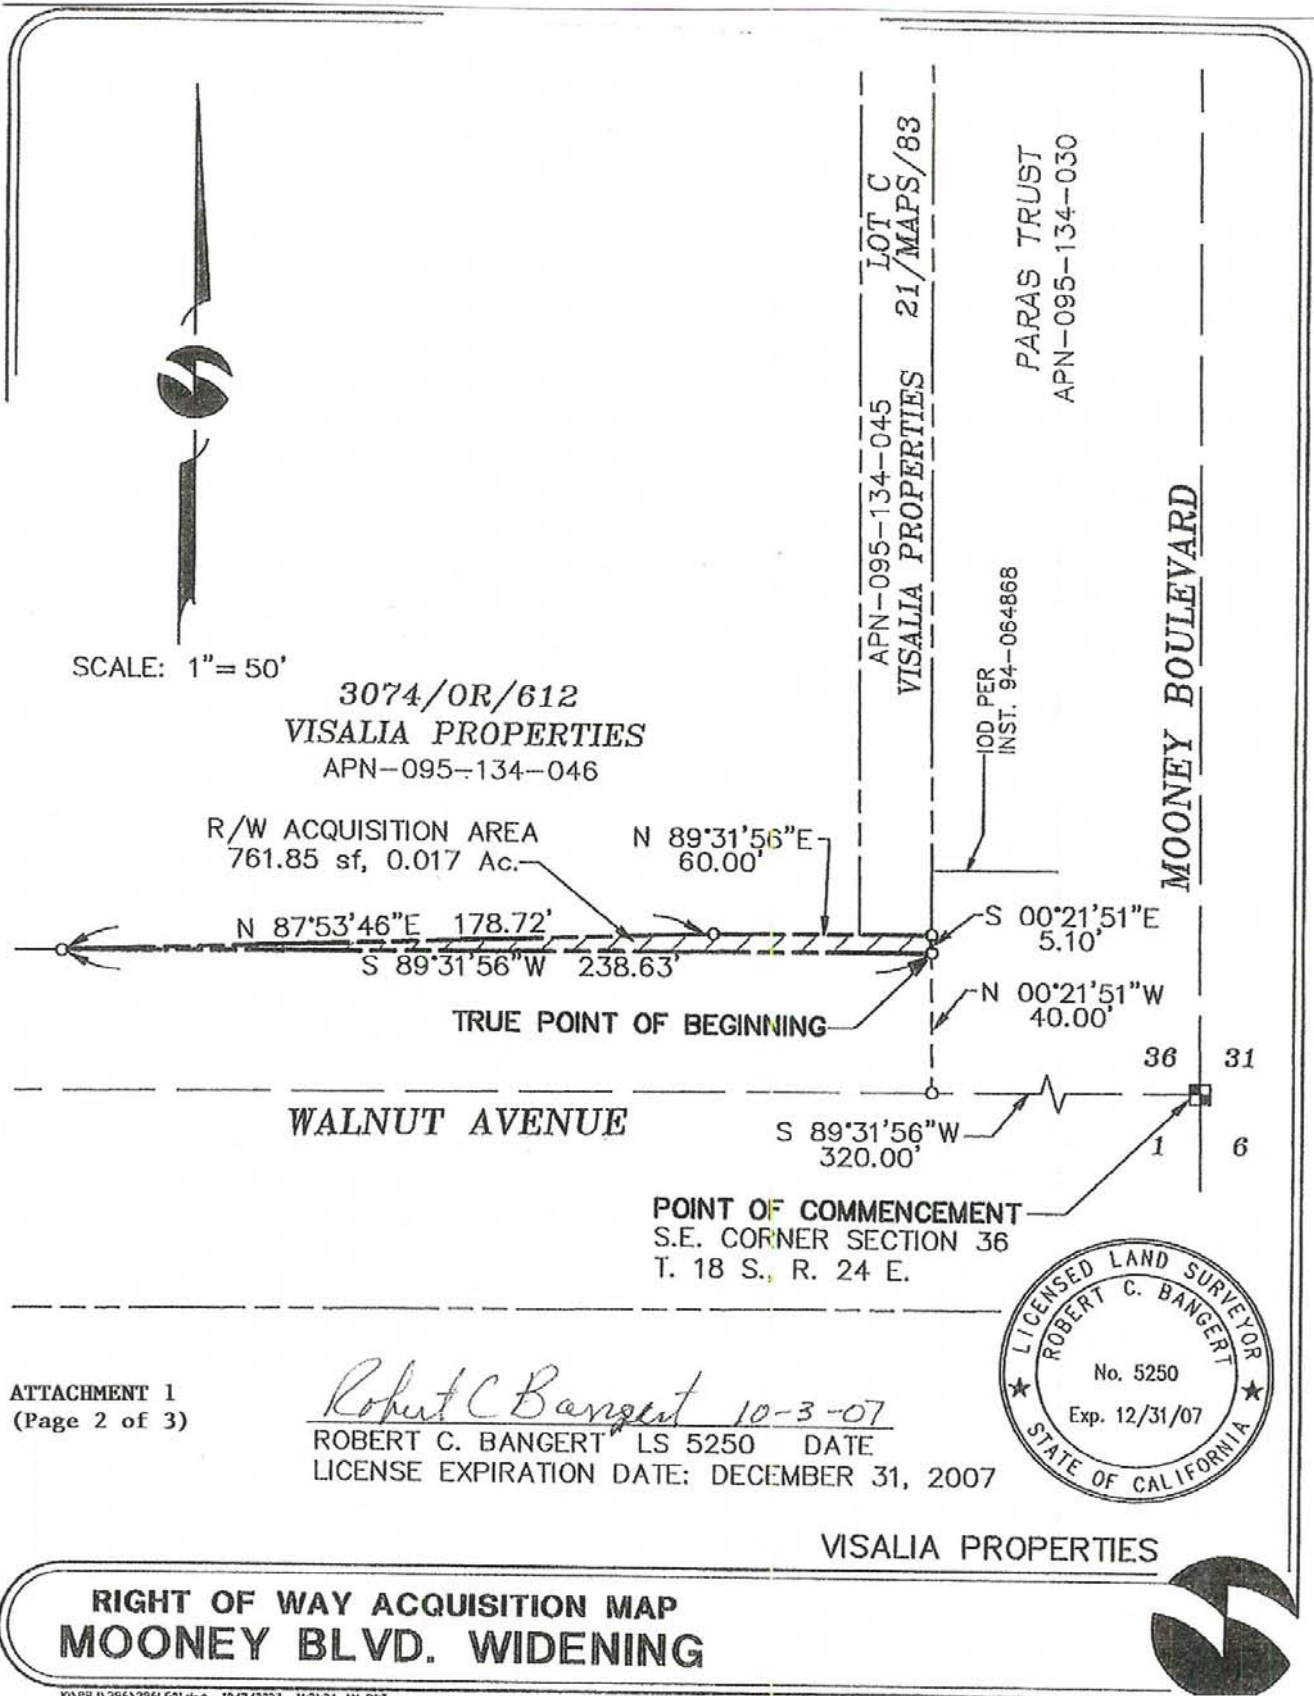 LOT C
21/MAPS/83
APN-095-134-045
VISALIA PROPERTIES
PARAS TRUST
APN-095-134-030
MOONEY BOULEVARD
IOD PER
INST. 94-064868
SCALE: 1"= 50'
3074/OR/612
VISALIA PROPERTIES
APN-095-134-046
R/W ACQUISITION AREA
761.85 sf, 0.017 Ac.
N 89°31'56"E
60.00'
N 87°53'46"E 178.72'
S 89°31'56"W 238.63'
S 00°21'51"E
5.10'
TRUE POINT OF BEGINNING
N 00°21'51"W
40.00'
36 31
1 6
WALNUT AVENUE
S 89°31'56"W
320.00'
POINT OF COMMENCEMENT
S.E. CORNER SECTION 36
T. 18 S., R. 24 E.
LICENSED LAND SURVEYOR
ROBERT C. BANGERT
No. 5250
Exp. 12/31/07
STATE OF CALIFORNIA
ATTACHMENT 1
(Page 2 of 3)
Robert C Bangert 10-3-07
ROBERT C. BANGERT LS 5250 DATE
LICENSE EXPIRATION DATE: DECEMBER 31, 2007
VISALIA PROPERTIES
RIGHT OF WAY ACQUISITION MAP
MOONEY BLVD. WIDENING